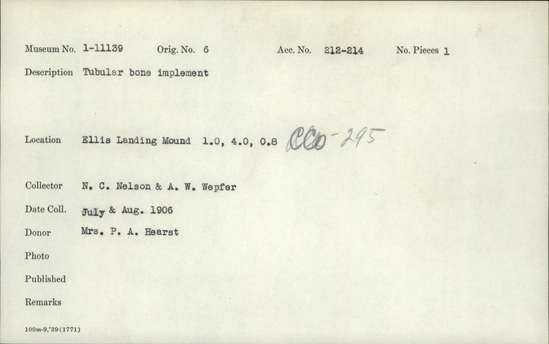 Museum No. 1-11139 Orig. No. 6 Acc. No. 212-214 No. Pieces 1
Description Tubular bone implement
Location Ellis Landing Mound 1.0, 4.0, 0.8 CCo-295
Collector N. C. Nelson & A. W. Wepfer
Date Coll. July & Aug. 1906
Donor Mrs. P. A. Hearst
Photo
Published
Remarks
100m-9,'39(1771)